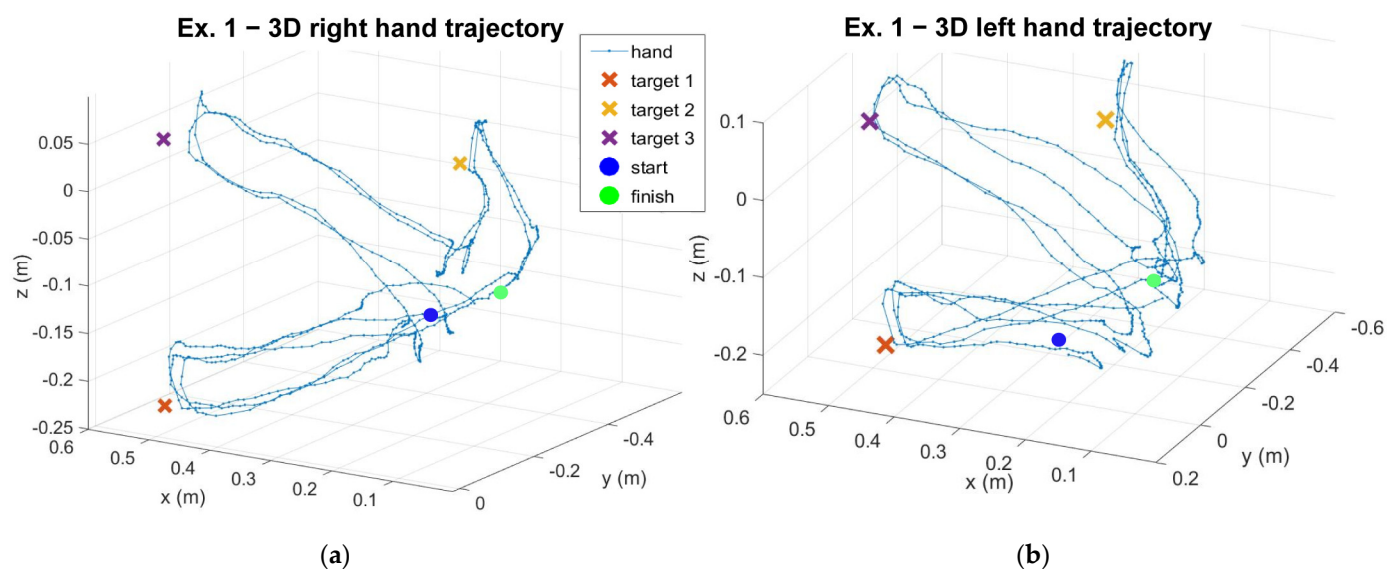 Ex. 1 − 3D right hand trajectory
hand
target 1
target 2
target 3
start
finish
0.05
0
-0.05
-0.1
-0.15
-0.2
-0.25
z (m)
0.6
0.5
0.4
0.3
0.2
0.1
x (m)
0
-0.2
-0.4
y (m)
(a)
Ex. 1 − 3D left hand trajectory
0.1
0
-0.1
-0.2
z (m)
0.6
0.5
0.4
0.3
0.2
0.1
x (m)
0.2
0
-0.2
-0.4
-0.6
y (m)
(b)